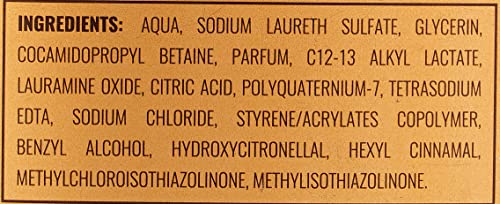 INGREDIENTS: AQUA, SODIUM LAURETH SULFATE, GLYCERIN,
COCAMIDOPROPYL BETAINE, PARFUM, C12-13 ALKYL LACTATE,
LAURAMINE OXIDE, CITRIC ACID, POLYQUATERNIUM-7, TETRASODIUM
EDTA, SODIUM CHLORIDE, STYRENE/ACRYLATES COPOLYMER,
BENZYL ALCOHOL, HYDROXYCITRONELLAL, HEXYL CINNAMAL,
METHYLCHLOROISOTHIAZOLINONE, METHYLISOTHIAZOLINONE.